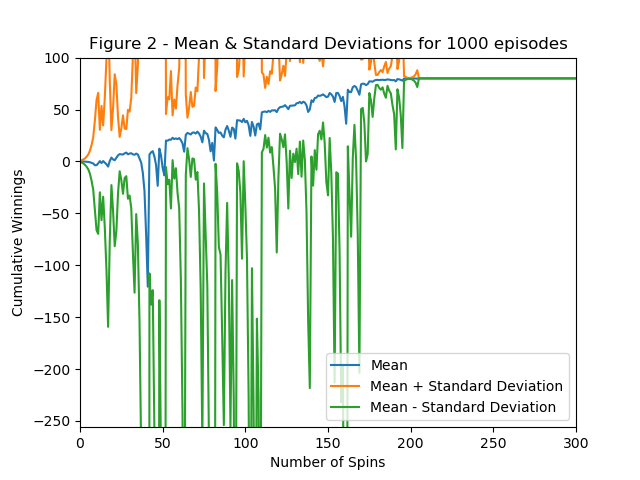 Figure 2 - Mean & Standard Deviations for 1000 episodes
Cumulative Winnings
100
50
0
−50
−100
−150
−200
−250
0 50 100 150 200 250 300
Number of Spins
Mean
Mean + Standard Deviation
Mean - Standard Deviation